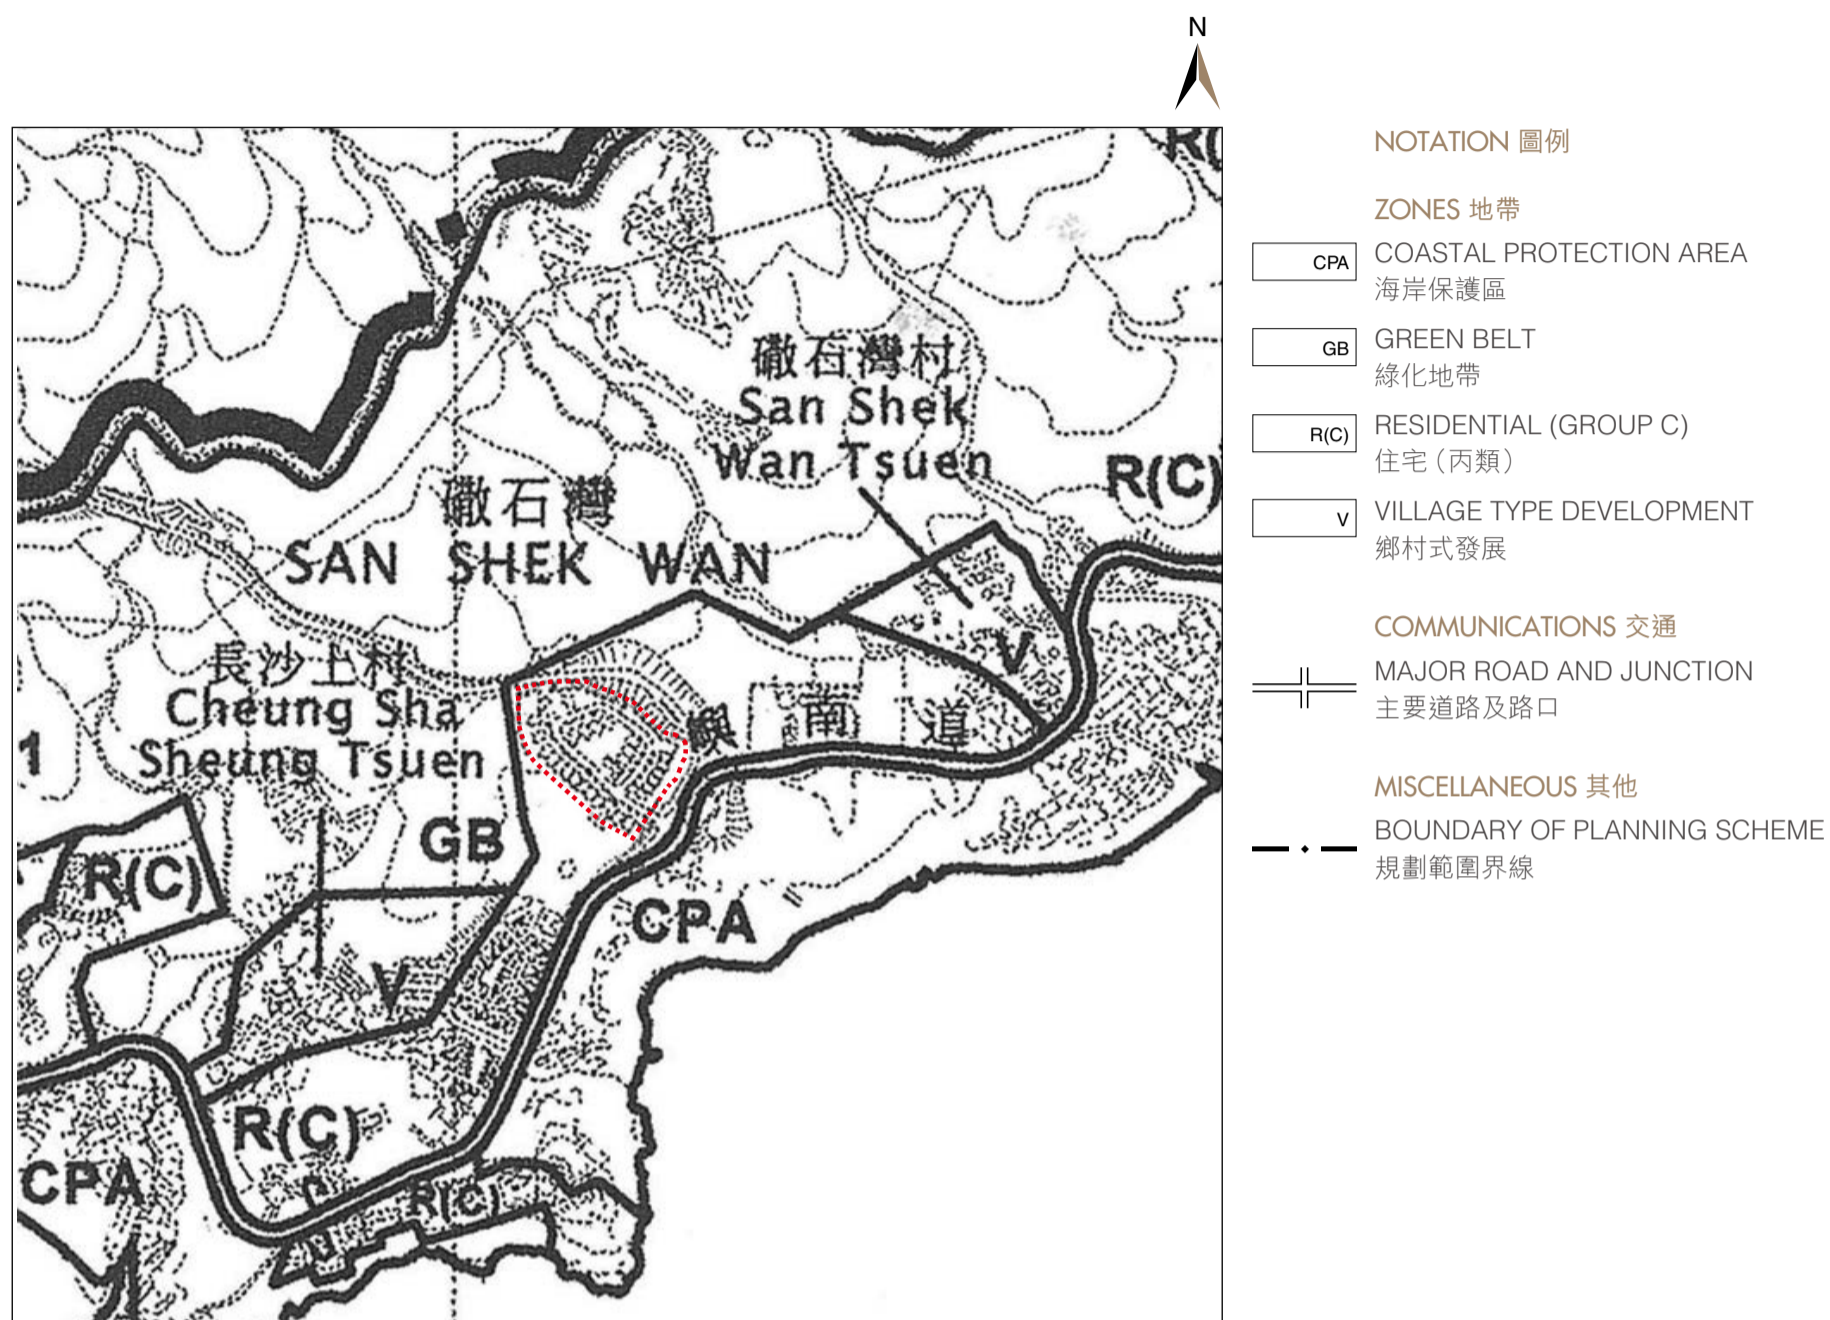 N
R(
礮石灣村
San Shek
Wan Tsuen
R(C)
礮石灣
SAN SHEK WAN
V
長沙上村
Cheung Sha
Sheung Tsuen
嶼 南 道
1
GB
R(C)
CPA
V
R(C)
CPA
R(C)
NOTATION 圖例
ZONES 地帶
CPA
COASTAL PROTECTION AREA
海岸保護區
GB
GREEN BELT
綠化地帶
R(C)
RESIDENTIAL (GROUP C)
住宅（丙類）
V
VILLAGE TYPE DEVELOPMENT
鄉村式發展
COMMUNICATIONS 交通
MAJOR ROAD AND JUNCTION
主要道路及路口
MISCELLANEOUS 其他
BOUNDARY OF PLANNING SCHEME
規劃範圍界線